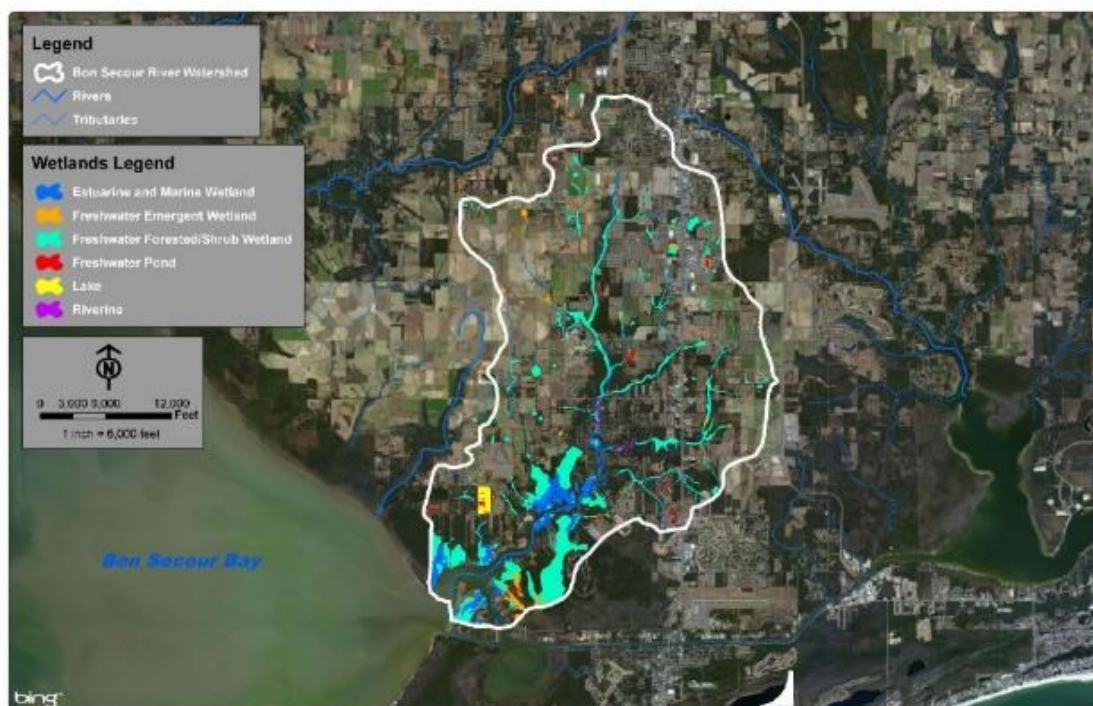 Legend
Bon Secour River Watershed
Rivers
Tributaries
Wetlands Legend
Estuarine and Marine Wetland
Freshwater Emergent Wetland
Freshwater Forested/Shrub Wetland
Freshwater Pond
Lake
Riverine
N
0 3,000 6,000 12,000
Feet
1 inch = 6,000 feet
Bon Secour Bay
bing